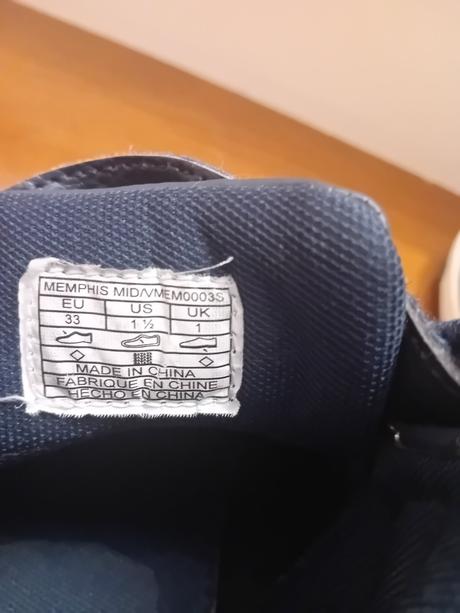 MEMPHIS MID/VMEM0003S
EU US UK
33 1 ½ 1
MADE IN CHINA
FABRIQUE EN CHINE
HECHO EN CHINA